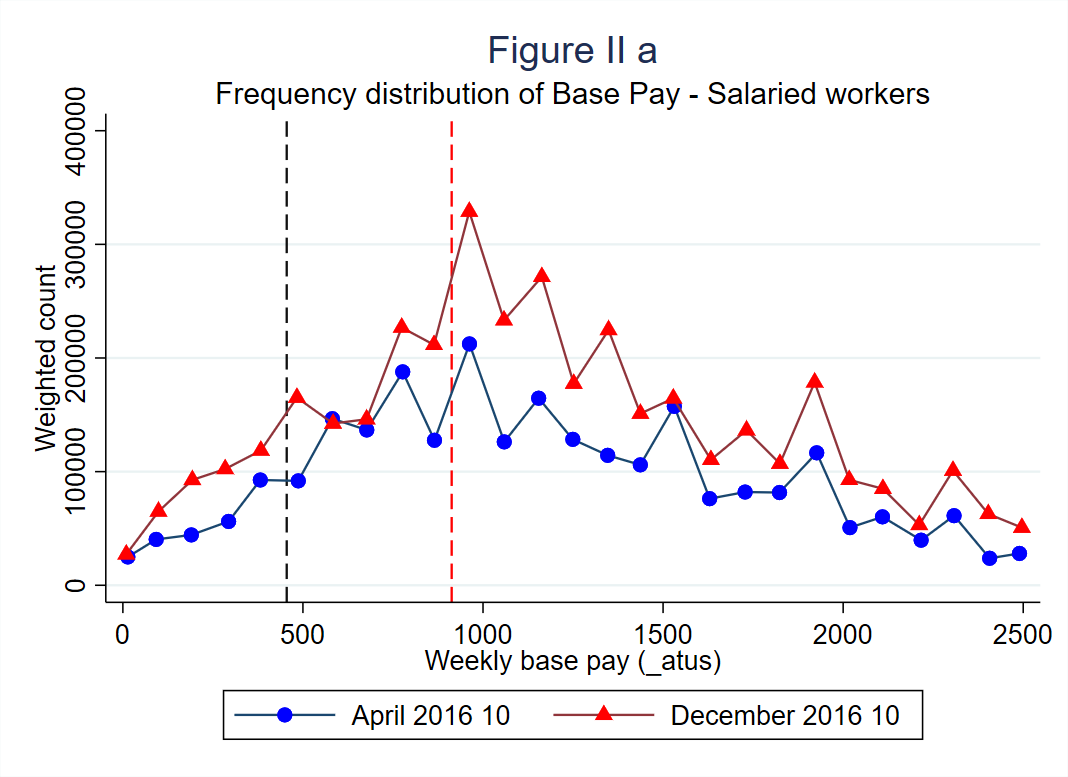 Figure II a
Frequency distribution of Base Pay - Salaried workers
400000
300000
200000
100000
0
Weighted count
0 500 1000 1500 2000 2500
Weekly base pay (_atus)
April 2016 10 December 2016 10